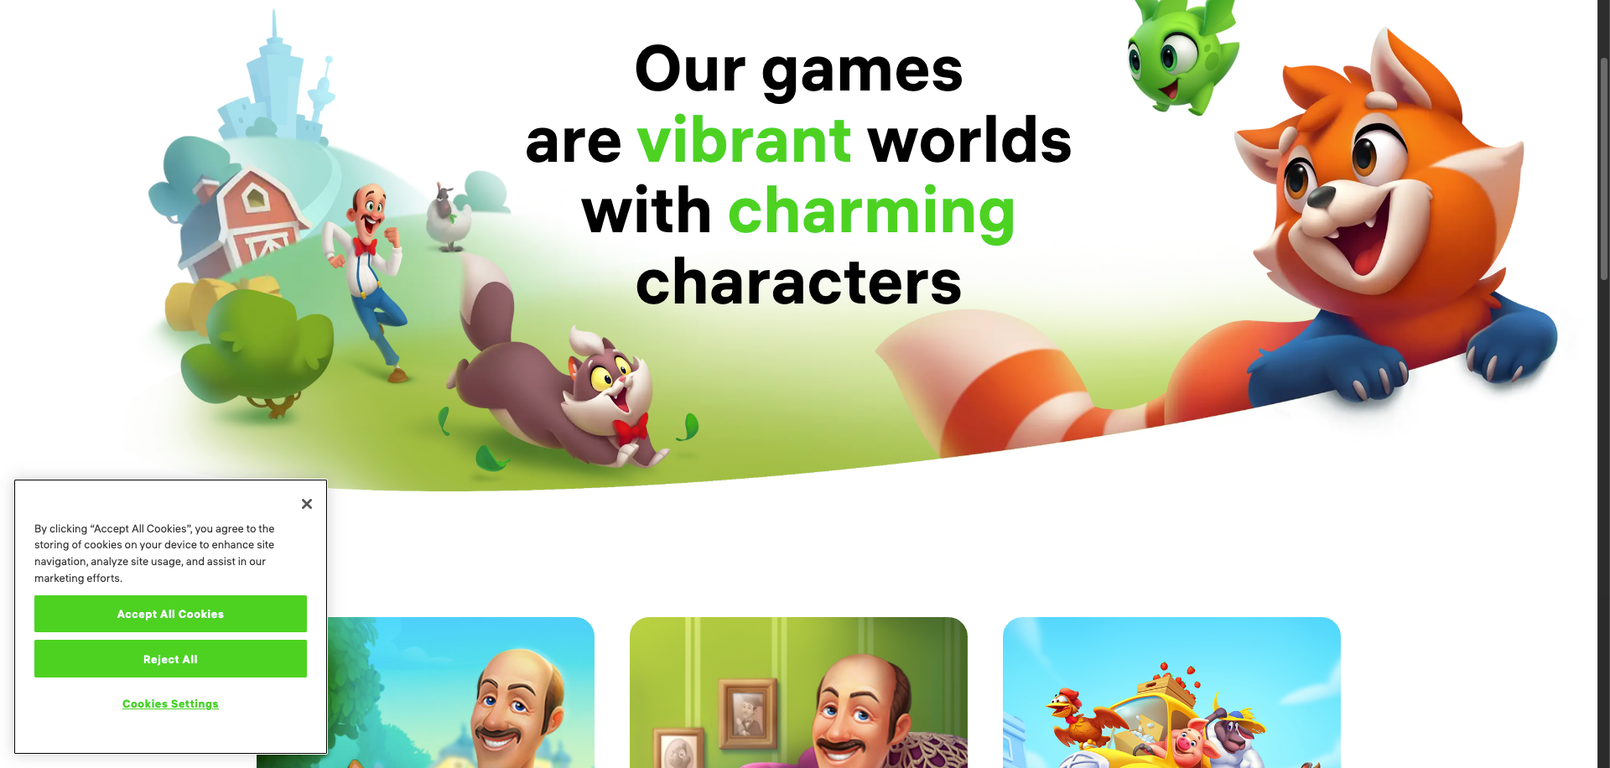 Our games
are vibrant worlds
with charming
characters
By clicking “Accept All Cookies”, you agree to the
storing of cookies on your device to enhance site
navigation, analyze site usage, and assist in our
marketing efforts.
Accept All Cookies
Reject All
Cookies Settings